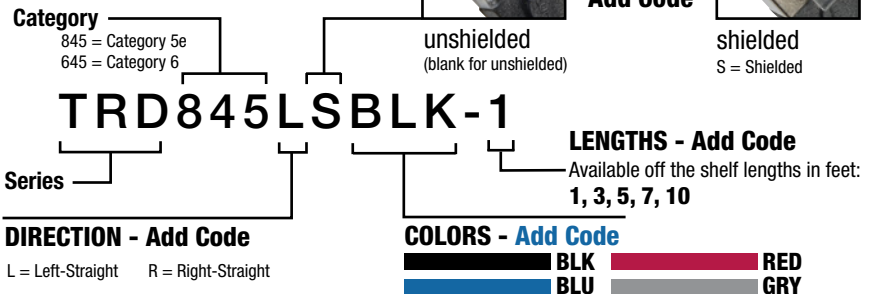 Add Code
Category
845 = Category 5e
645 = Category 6
unshielded
(blank for unshielded)
shielded
S = Shielded
TRD845LSBLK-1
LENGTHS - Add Code
Available off the shelf lengths in feet:
1, 3, 5, 7, 10
Series
DIRECTION - Add Code
L = Left-Straight R = Right-Straight
COLORS - Add Code
BLK RED
BLU GRY